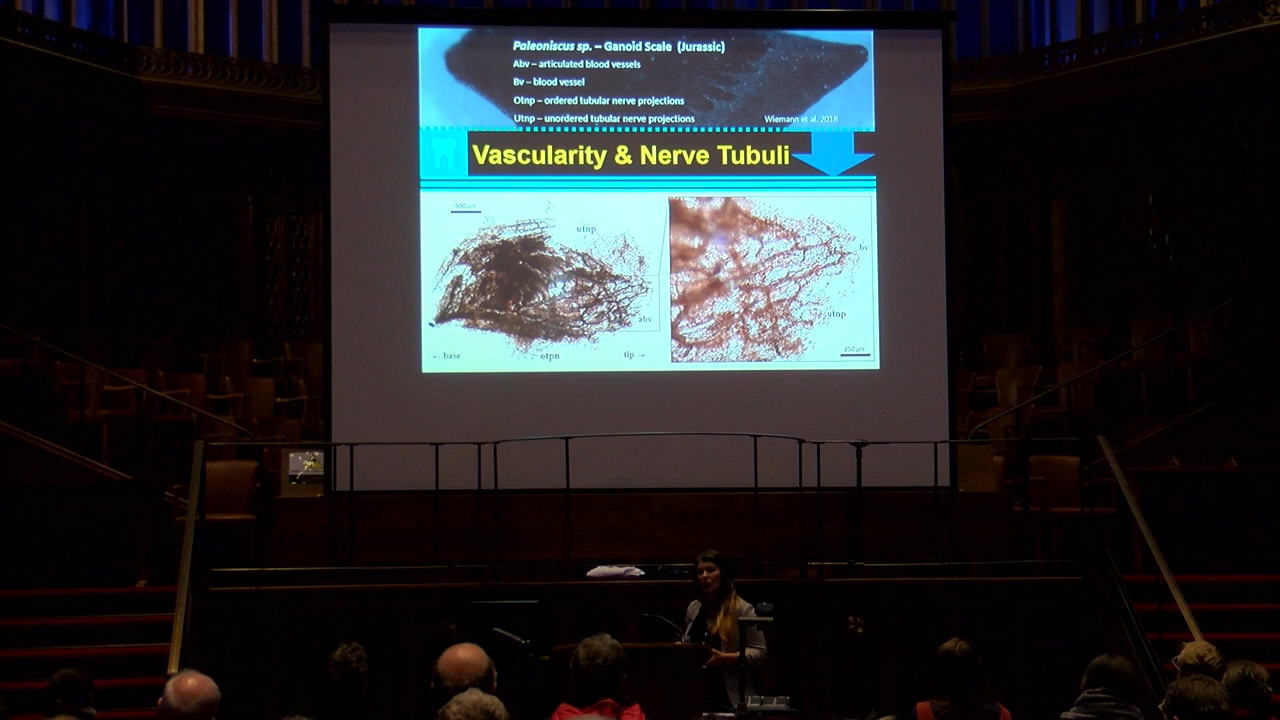 Paleoniscus sp. – Ganoid Scale (Jurassic)
Abv – articulated blood vessels
Bv – blood vessel
Otnp – ordered tubular nerve projections
Utnp – unordered tubular nerve projections
Wiemann et al. 2018
Vascularity & Nerve Tubuli
500 µm
utnp
abv
← base
otpn
tip →
bv
utnp
250 µm